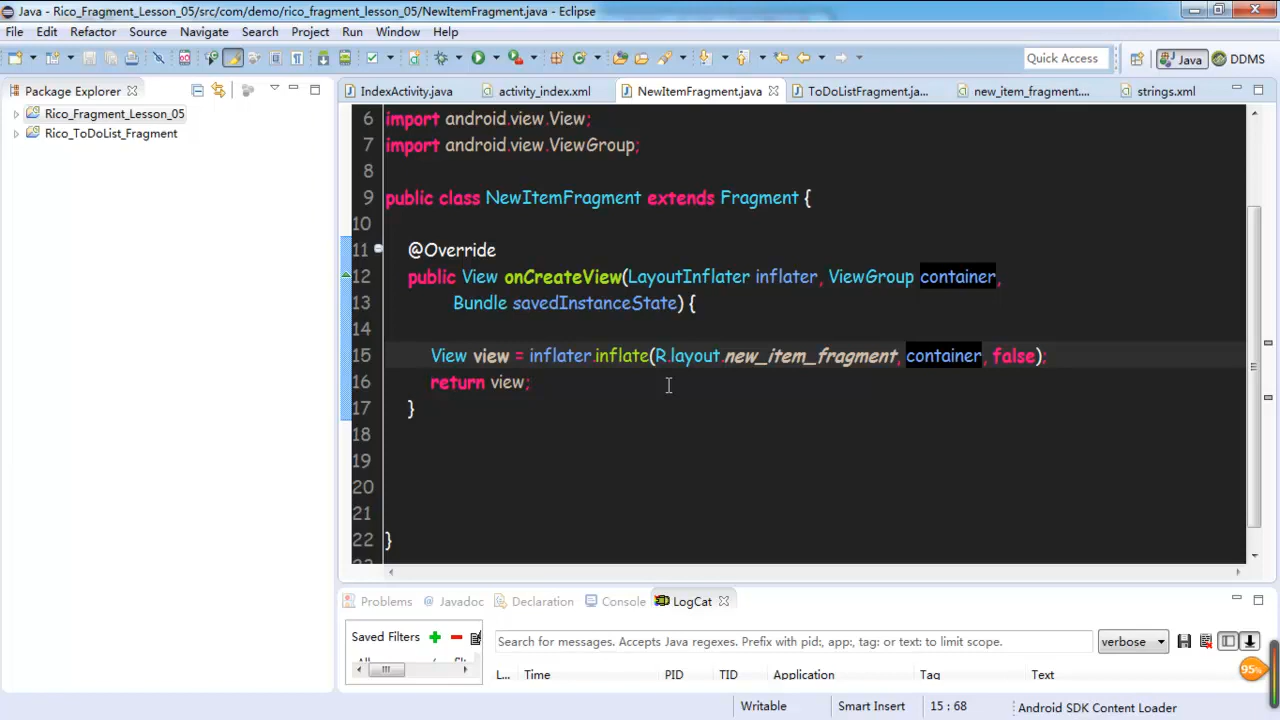 Java - Rico_Fragment_Lesson_05/src/com/demo/rico_fragment_lesson_05/NewItemFragment.java - Eclipse
File Edit Refactor Source Navigate Search Project Run Window Help
Quick Access
Java
DDMS
Package Explorer
Rico_Fragment_Lesson_05
Rico_ToDoList_Fragment
IndexActivity.java
activity_index.xml
NewItemFragment.java
ToDoListFragment.ja...
new_item_fragment....
strings.xml
6 import android.view.View;
7 import android.view.ViewGroup;
8
9 public class NewItemFragment extends Fragment {
10
11 @Override
12 public View onCreateView(LayoutInflater inflater, ViewGroup container,
13 Bundle savedInstanceState) {
14
15 View view = inflater.inflate(R.layout.new_item_fragment, container, false);
16 return view;
17 }
18
19
20
21
22 }
Problems
Javadoc
Declaration
Console
LogCat
Saved Filters
Search for messages. Accepts Java regexes. Prefix with pid:, app:, tag: or text: to limit scope.
verbose
L... Time PID TID Application Tag Text
95%
Writable
Smart Insert
15 : 68
Android SDK Content Loader